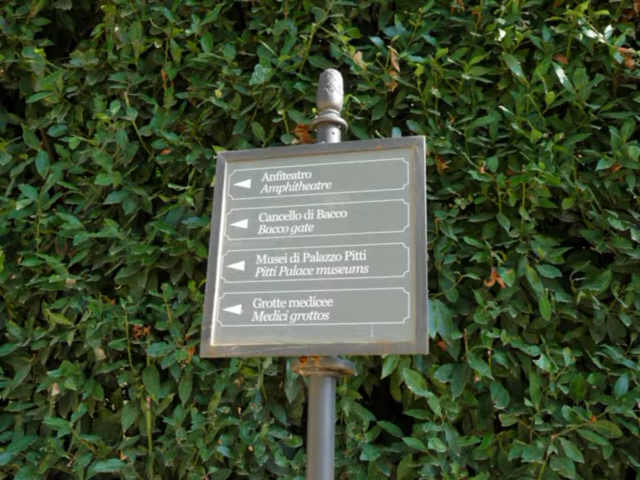 Anfiteatro
Amphitheatre
Cancello di Bacco
Bacco gate
Musei di Palazzo Pitti
Pitti Palace museums
Grotte medicee
Medici grottos